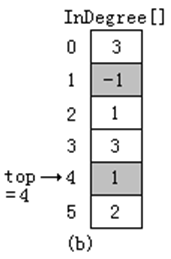 InDegree[]
0 3
1 -1
2 1
3 3
top → 4 1
=4
5 2
(b)